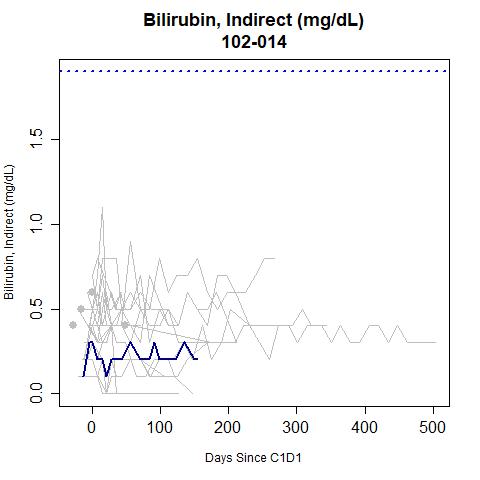 Bilirubin, Indirect (mg/dL)
102-014
Bilirubin, Indirect (mg/dL)
1.5
1.0
0.5
0.0
0 100 200 300 400 500
Days Since C1D1